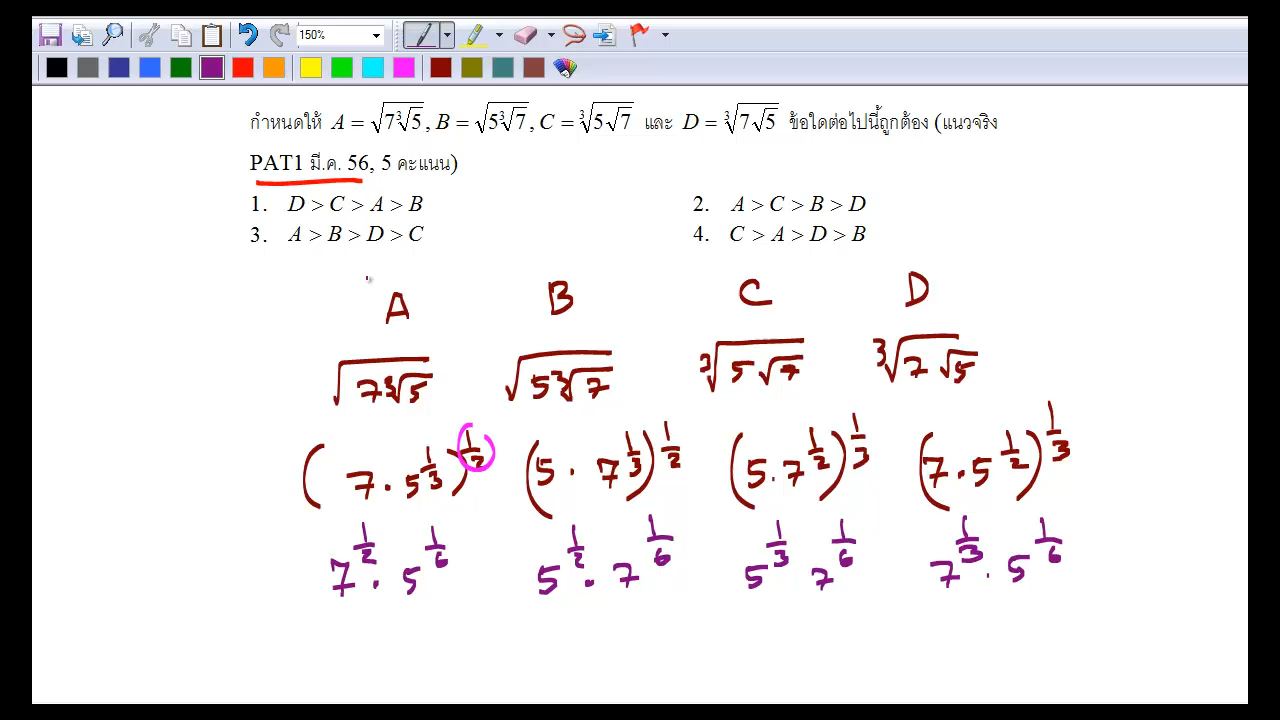 150%
กำหนดให้ A = √(7∛5), B = √(5∛7), C = ∛(5√7) และ D = ∛(7√5) ข้อใดต่อไปนี้ถูกต้อง (แนวจริง
PAT1 มี.ค. 56, 5 คะแนน)
1. D > C > A > B 2. A > C > B > D
3. A > B > D > C 4. C > A > D > B
A B C D
√(7∛5) √(5∛7) ∛(5√7) ∛(7√5)
(7 · 5^(1/3))^(1/2) (5 · 7^(1/3))^(1/2) (5 · 7^(1/2))^(1/3) (7 · 5^(1/2))^(1/3)
7^(1/2) · 5^(1/6) 5^(1/2) · 7^(1/6) 5^(1/3) 7^(1/6) 7^(1/3) · 5^(1/6)